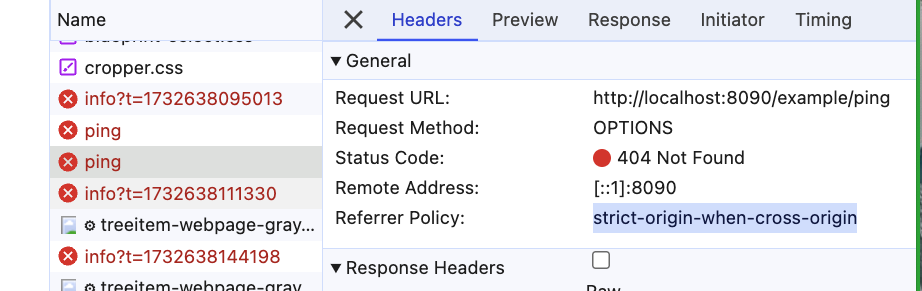 Name
cropper.css
info?t=1732638095013
ping
ping
info?t=1732638111330
treeitem-webpage-gray...
info?t=1732638144198
treeitem-webpage-gray
Headers Preview Response Initiator Timing
General
Request URL: http://localhost:8090/example/ping
Request Method: OPTIONS
Status Code: 404 Not Found
Remote Address: [::1]:8090
Referrer Policy: strict-origin-when-cross-origin
Response Headers
Raw